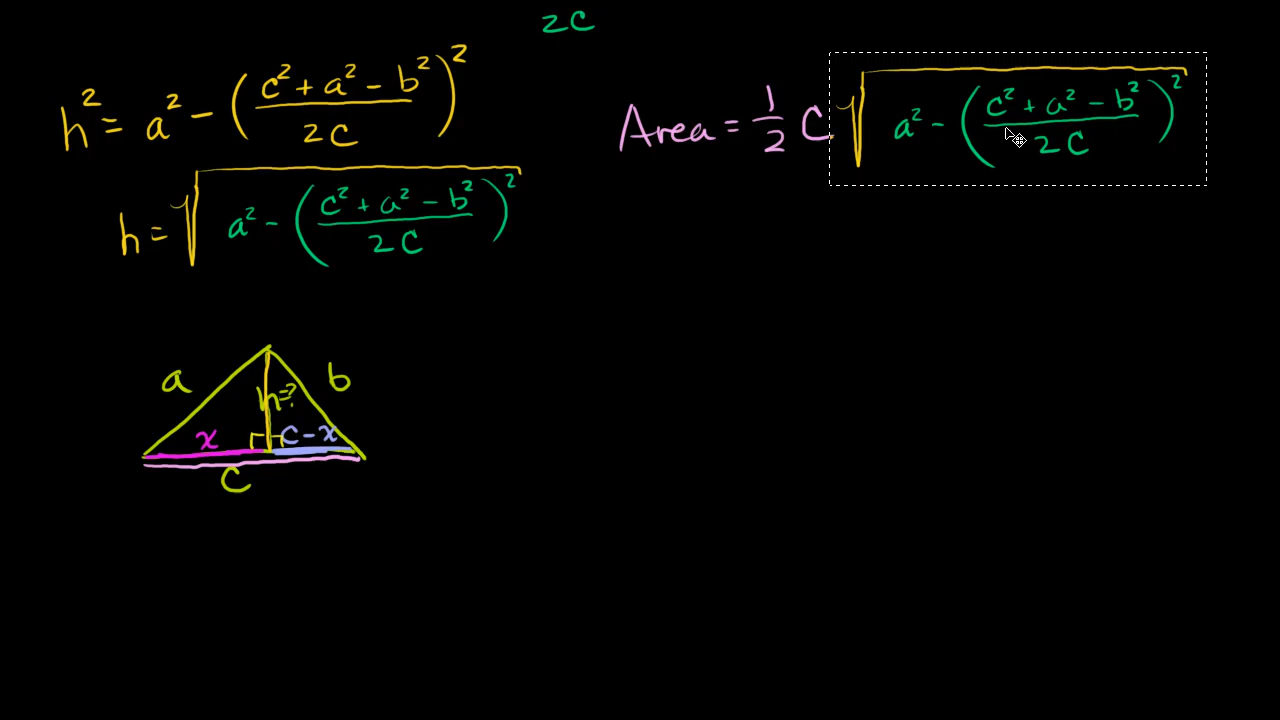 2c
h² = a² - ((c² + a² - b²)/2c)²
Area = 1/2 c √(a² - ((c² + a² - b²)/2c)²)
h = √(a² - ((c² + a² - b²)/2c)²)
a
b
h=?
x
c-x
c